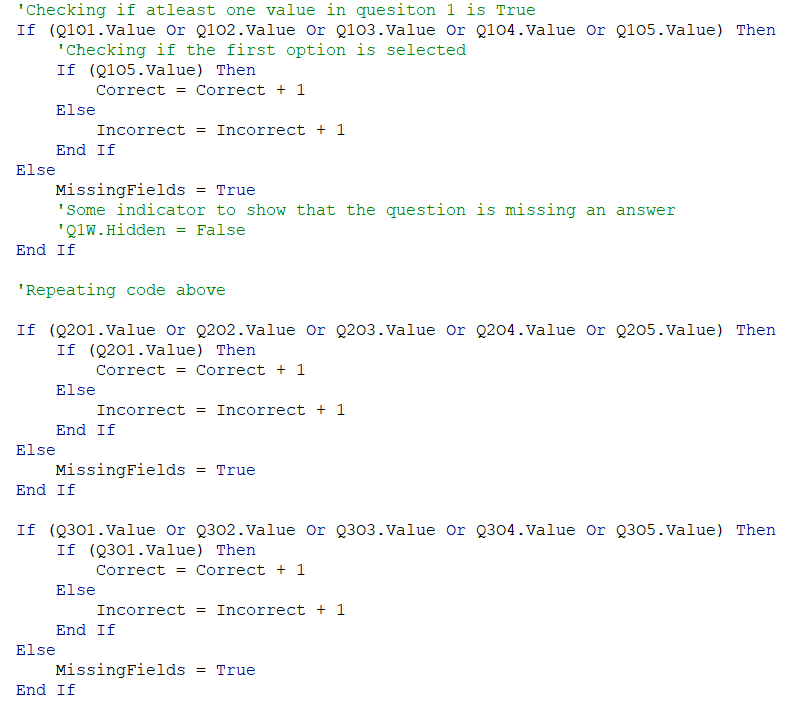 'Checking if atleast one value in quesiton 1 is True
If (Q1O1.Value Or Q1O2.Value Or Q1O3.Value Or Q1O4.Value Or Q1O5.Value) Then
'Checking if the first option is selected
If (Q1O5.Value) Then
Correct = Correct + 1
Else
Incorrect = Incorrect + 1
End If
Else
MissingFields = True
'Some indicator to show that the question is missing an answer
'Q1W.Hidden = False
End If
'Repeating code above
If (Q2O1.Value Or Q2O2.Value Or Q2O3.Value Or Q2O4.Value Or Q2O5.Value) Then
If (Q2O1.Value) Then
Correct = Correct + 1
Else
Incorrect = Incorrect + 1
End If
Else
MissingFields = True
End If
If (Q3O1.Value Or Q3O2.Value Or Q3O3.Value Or Q3O4.Value Or Q3O5.Value) Then
If (Q3O1.Value) Then
Correct = Correct + 1
Else
Incorrect = Incorrect + 1
End If
Else
MissingFields = True
End If